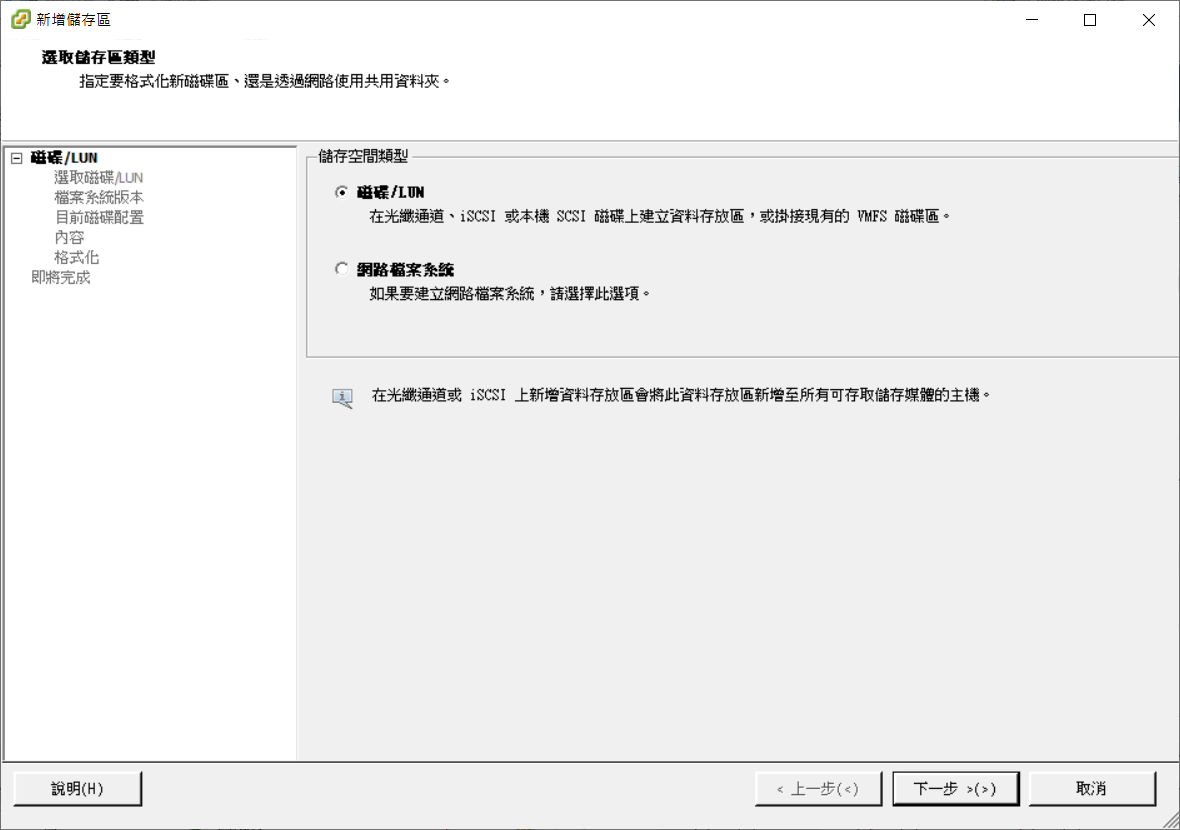 新增儲存區
選取儲存區類型
指定要格式化新磁碟區、還是透過網路使用共用資料夾。
磁碟/LUN
選取磁碟/LUN
檔案系統版本
目前磁碟配置
內容
格式化
即將完成
儲存空間類型
磁碟/LUN
在光纖通道、iSCSI 或本機 SCSI 磁碟上建立資料存放區，或掛接現有的 VMFS 磁碟區。
網路檔案系統
如果要建立網路檔案系統，請選擇此選項。
在光纖通道或 iSCSI 上新增資料存放區會將此資料存放區新增至所有可存取儲存媒體的主機。
說明(H)
< 上一步(<)
下一步 >(>)
取消